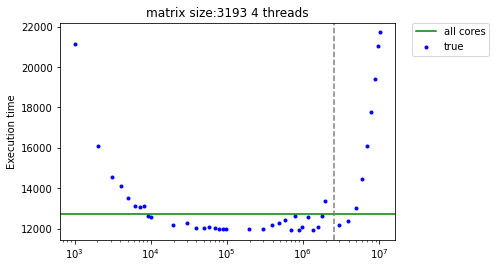 matrix size:3193 4 threads
all cores
true
Execution time
22000
20000
18000
16000
14000
12000
10³
10⁴
10⁵
10⁶
10⁷